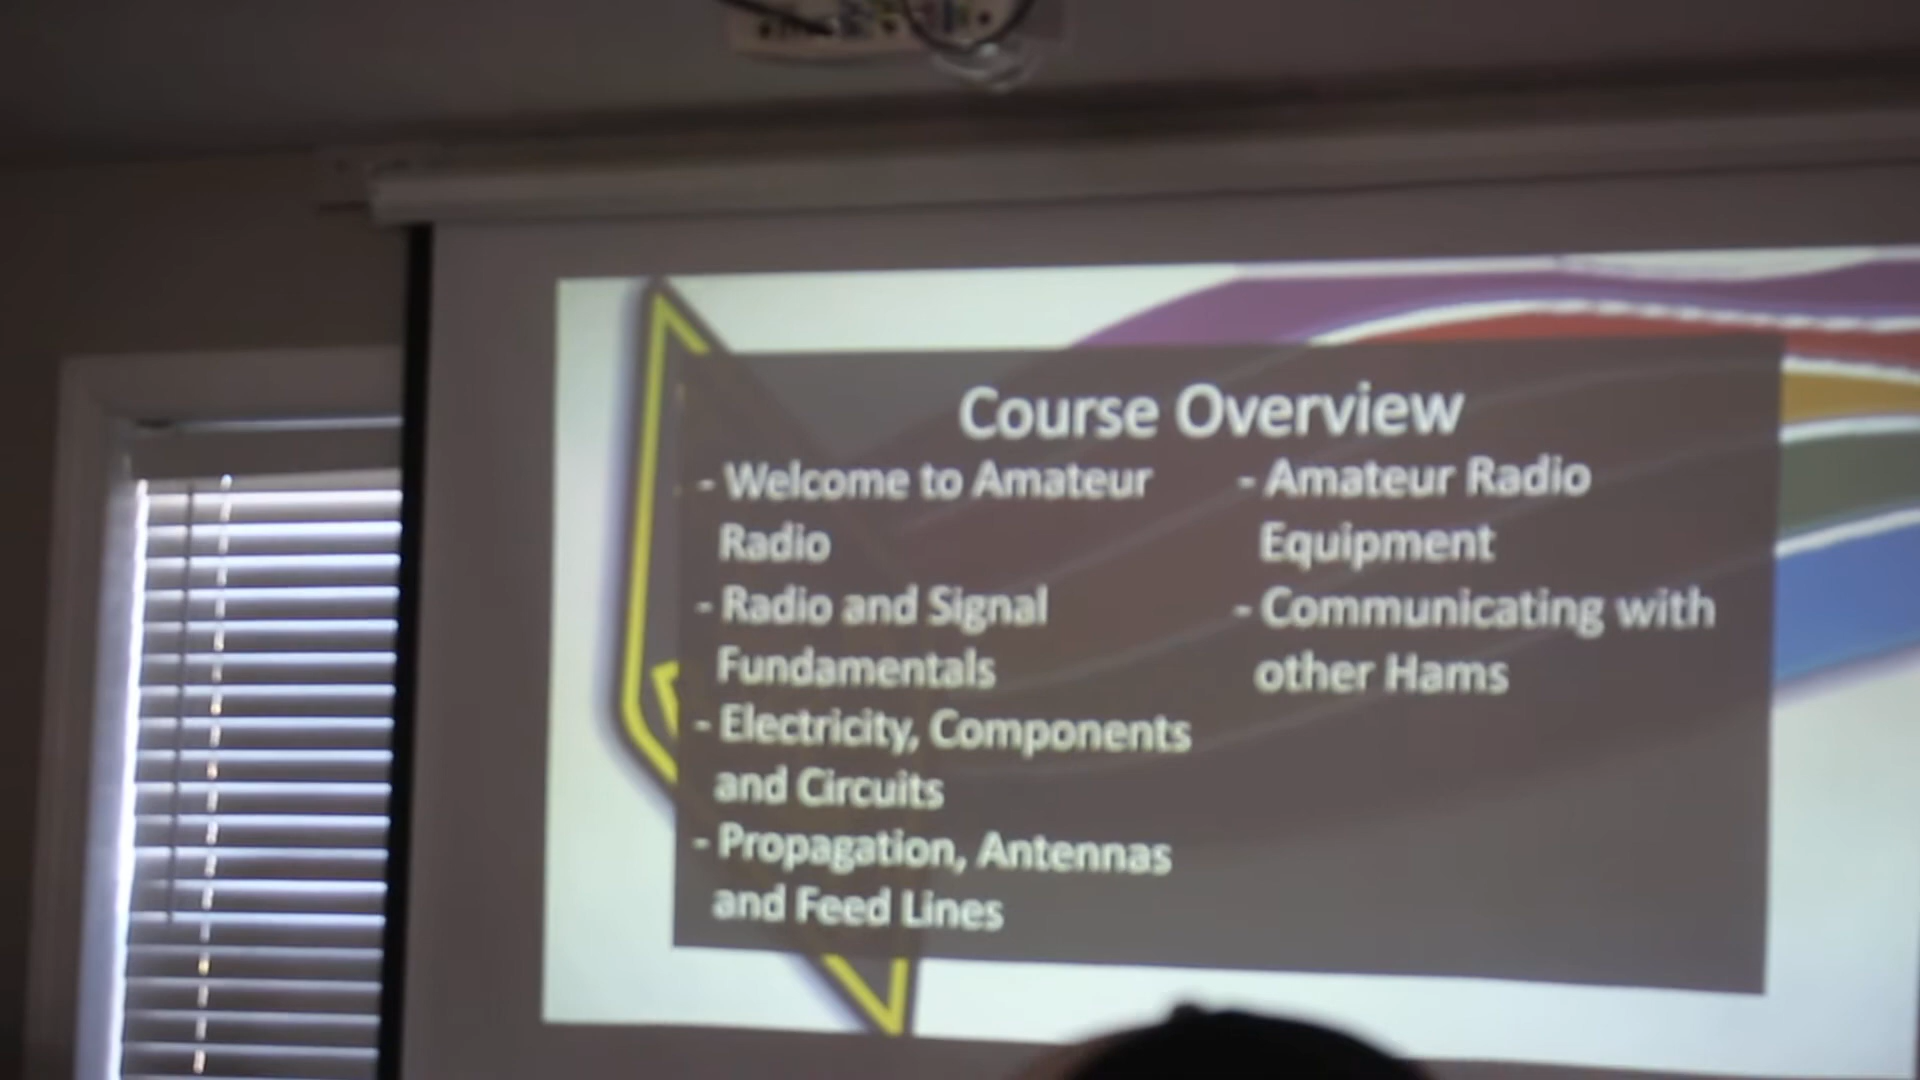 Course Overview
- Welcome to Amateur
Radio
- Radio and Signal
Fundamentals
- Electricity, Components
and Circuits
- Propagation, Antennas
and Feed Lines
- Amateur Radio
Equipment
- Communicating with
other Hams